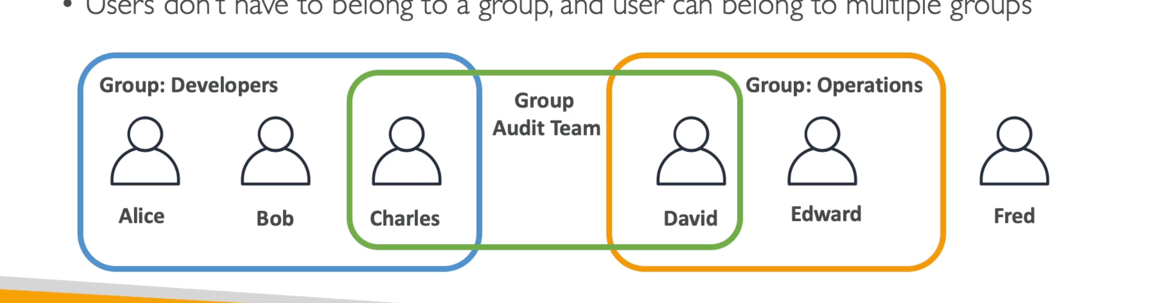 • Users don't have to belong to a group, and user can belong to multiple groups
Group: Developers
Group
Audit Team
Group: Operations
Alice
Bob
Charles
David
Edward
Fred